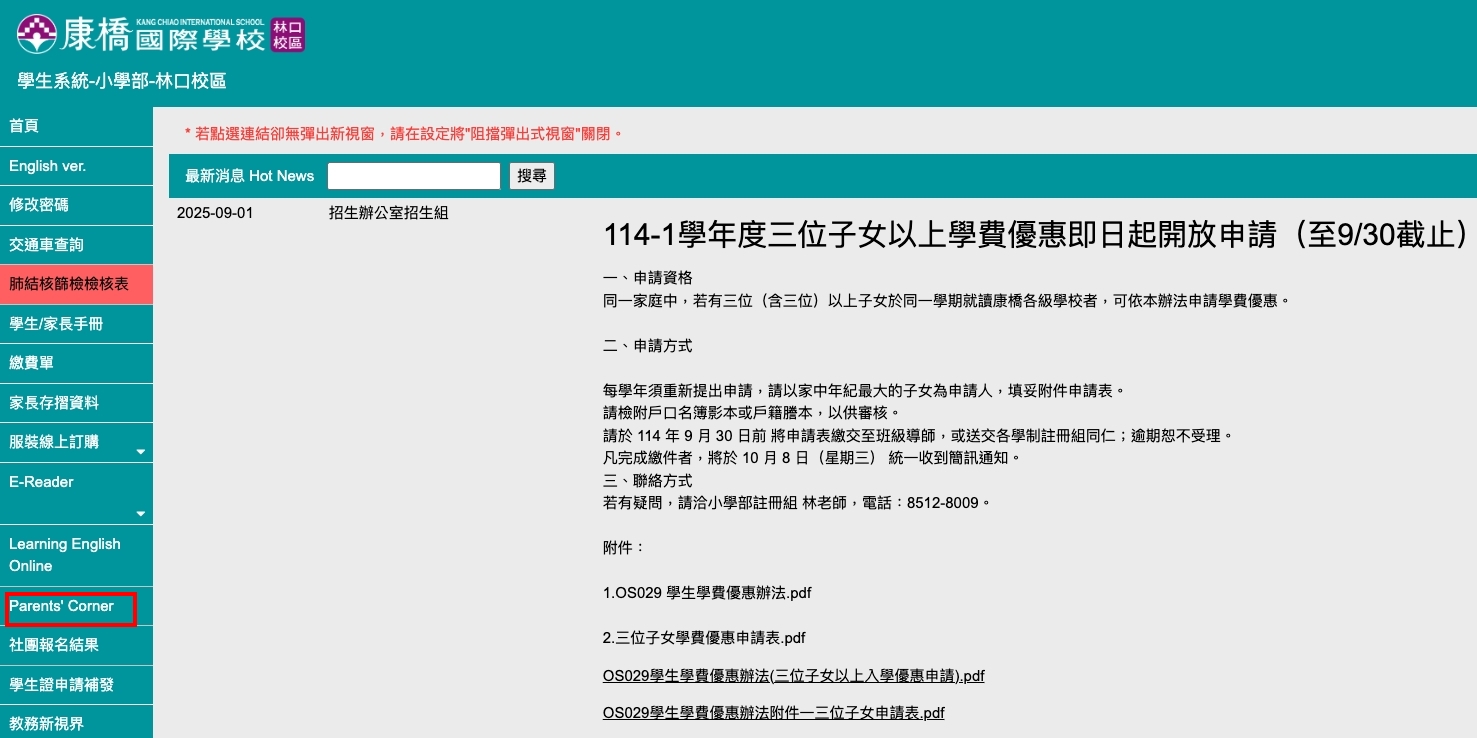 康橋國際學校
KANG CHIAO INTERNATIONAL SCHOOL
林口校區
學生系統-小學部-林口校區
首頁
English ver.
修改密碼
交通車查詢
肺結核篩檢檢核表
學生/家長手冊
繳費單
家長存摺資料
服裝線上訂購
E-Reader
Learning English
Online
Parents' Corner
社團報名結果
學生證申請補發
教務新視界
* 若點選連結卻無彈出新視窗，請在設定將"阻擋彈出式視窗"關閉。
最新消息 Hot News 搜尋
2025-09-01 招生辦公室招生組
114-1學年度三位子女以上學費優惠即日起開放申請（至9/30截止）
一、申請資格
同一家庭中，若有三位（含三位）以上子女於同一學期就讀康橋各級學校者，可依本辦法申請學費優惠。
二、申請方式
每學年須重新提出申請，請以家中年紀最大的子女為申請人，填妥附件申請表。
請檢附戶口名簿影本或戶籍謄本，以供審核。
請於 114 年 9 月 30 日前 將申請表繳交至班級導師，或送交各學制註冊組同仁；逾期恕不受理。
凡完成繳件者，將於 10 月 8 日（星期三） 統一收到簡訊通知。
三、聯絡方式
若有疑問，請洽小學部註冊組 林老師，電話：8512-8009。
附件：
1.OS029 學生學費優惠辦法.pdf
2.三位子女學費優惠申請表.pdf
OS029學生學費優惠辦法(三位子女以上入學優惠申請).pdf
OS029學生學費優惠辦法附件一三位子女申請表.pdf